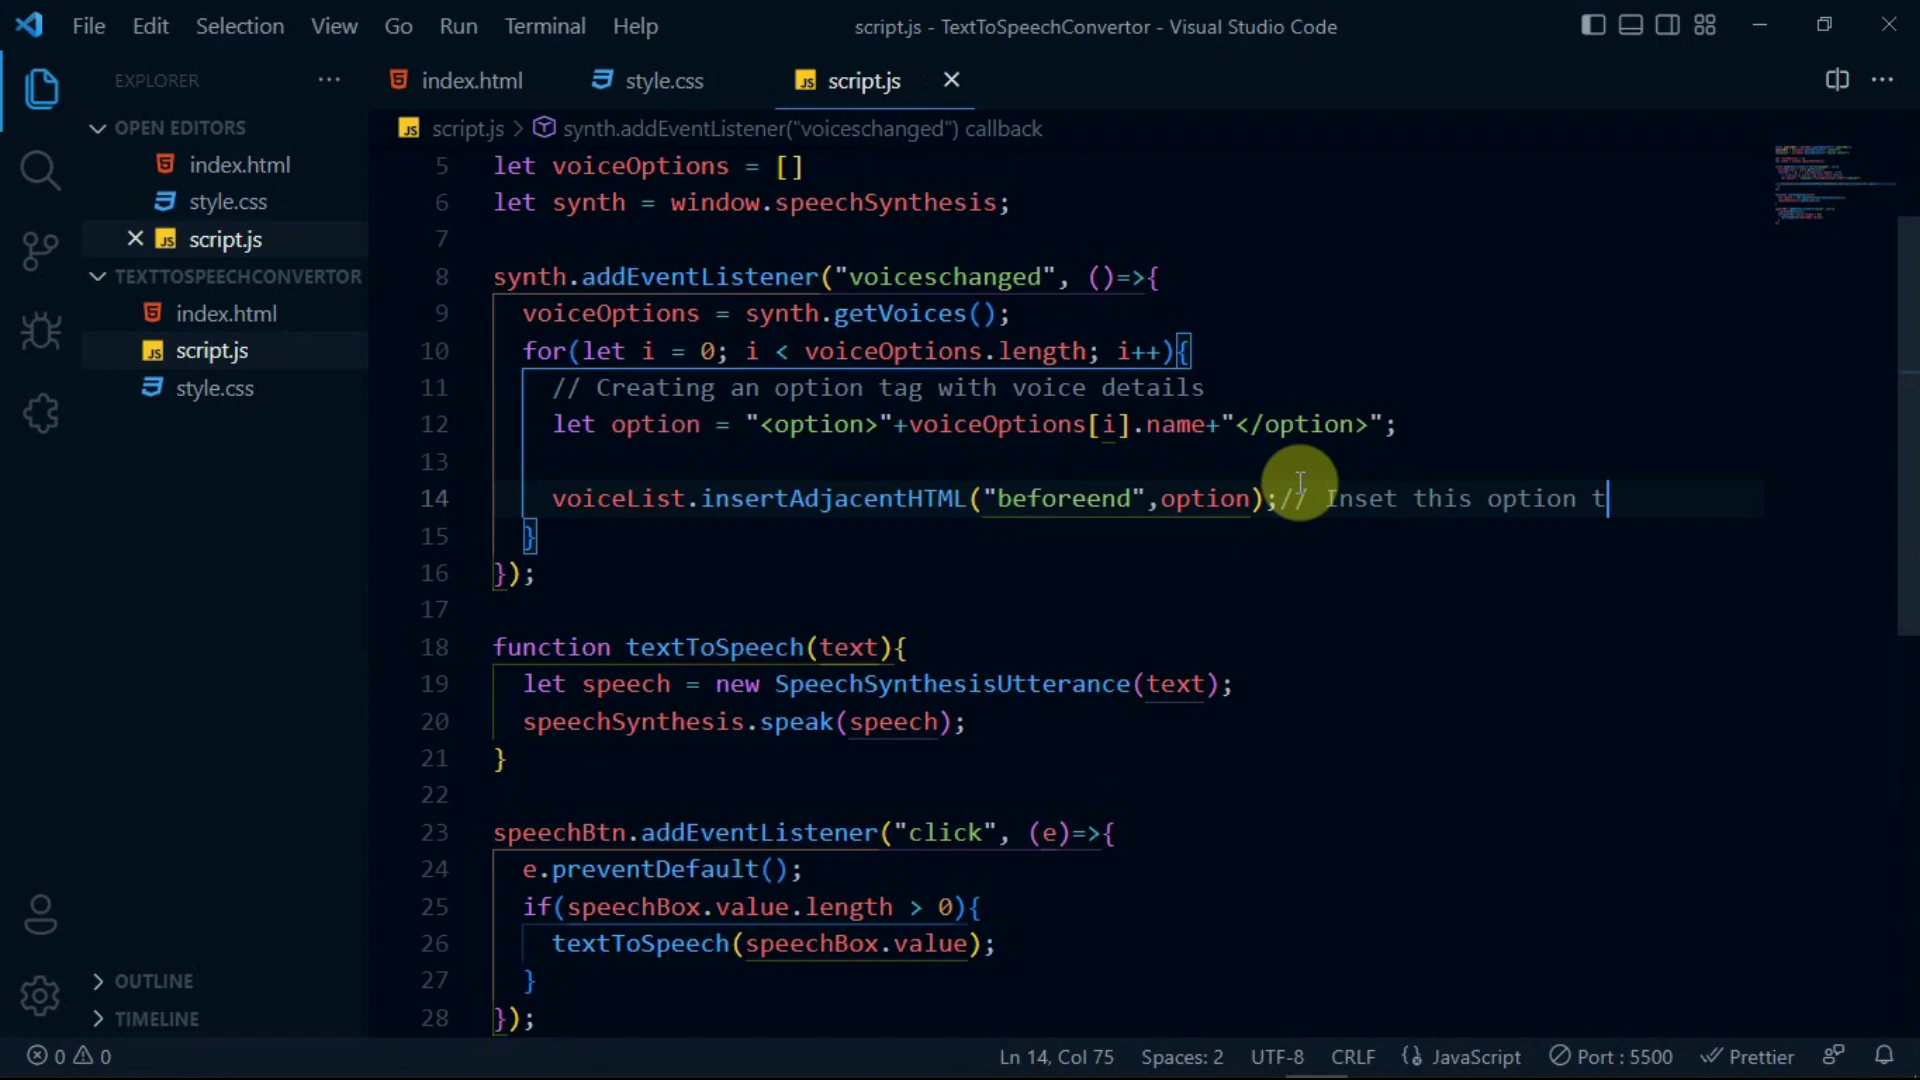 File Edit Selection View Go Run Terminal Help script.js - TextToSpeechConvertor - Visual Studio Code
EXPLORER ···
index.html style.css JS script.js
OPEN EDITORS
index.html
style.css
JS script.js
TEXTTOSPEECHCONVERTOR
index.html
JS script.js
style.css
OUTLINE
TIMELINE
JS script.js > synth.addEventListener("voiceschanged") callback
5 let voiceOptions = []
6 let synth = window.speechSynthesis;
7
8 synth.addEventListener("voiceschanged", ()=>{
9 voiceOptions = synth.getVoices();
10 for(let i = 0; i < voiceOptions.length; i++){
11 // Creating an option tag with voice details
12 let option = "<option>"+voiceOptions[i].name+"</option>";
13
14 voiceList.insertAdjacentHTML("beforeend",option);// Inset this option t
15 }
16 });
17
18 function textToSpeech(text){
19 let speech = new SpeechSynthesisUtterance(text);
20 speechSynthesis.speak(speech);
21 }
22
23 speechBtn.addEventListener("click", (e)=>{
24 e.preventDefault();
25 if(speechBox.value.length > 0){
26 textToSpeech(speechBox.value);
27 }
28 });
0 0 Ln 14, Col 75 Spaces: 2 UTF-8 CRLF {} JavaScript Port : 5500 Prettier